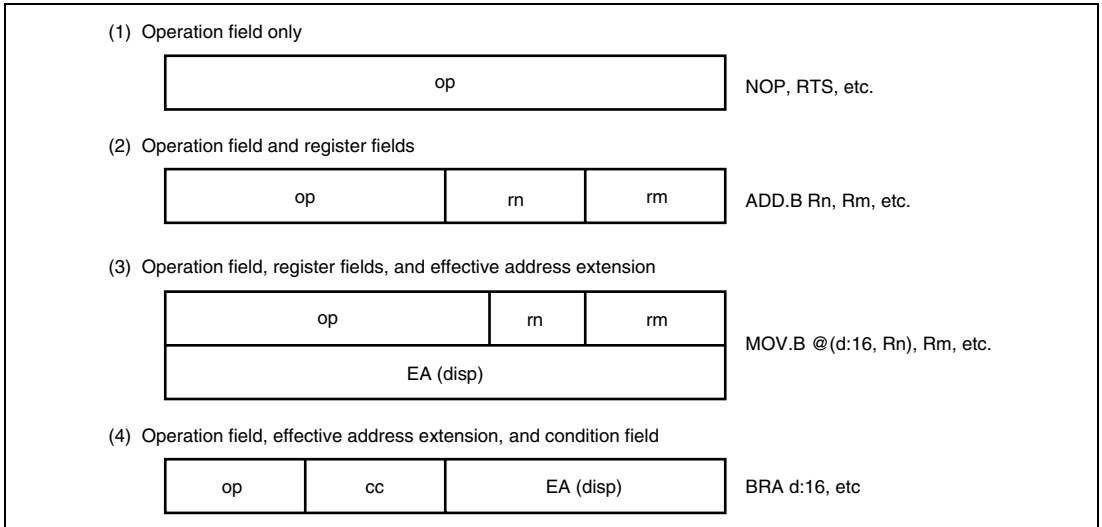 (1) Operation field only
op
NOP, RTS, etc.
(2) Operation field and register fields
op rn rm
ADD.B Rn, Rm, etc.
(3) Operation field, register fields, and effective address extension
op rn rm
MOV.B @(d:16, Rn), Rm, etc.
EA (disp)
(4) Operation field, effective address extension, and condition field
op cc EA (disp)
BRA d:16, etc